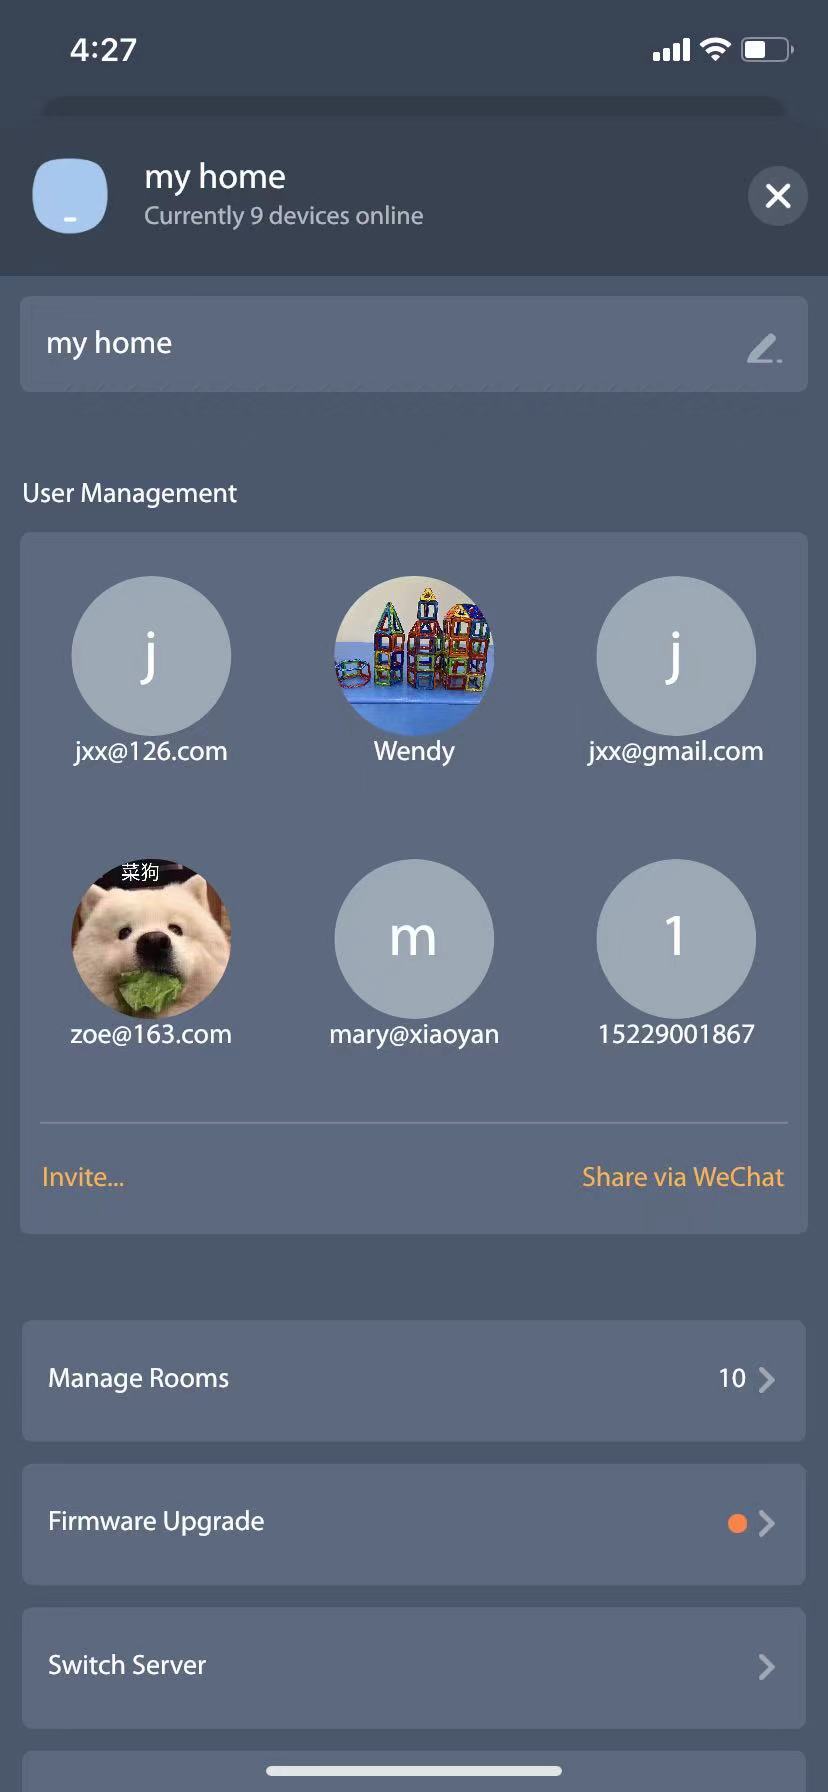 4:27
my home
Currently 9 devices online
my home
User Management
j
j
jxx@126.com
Wendy
jxx@gmail.com
菜狗
m
1
zoe@163.com
mary@xiaoyan
15229001867
Invite...
Share via WeChat
Manage Rooms
10
Firmware Upgrade
Switch Server